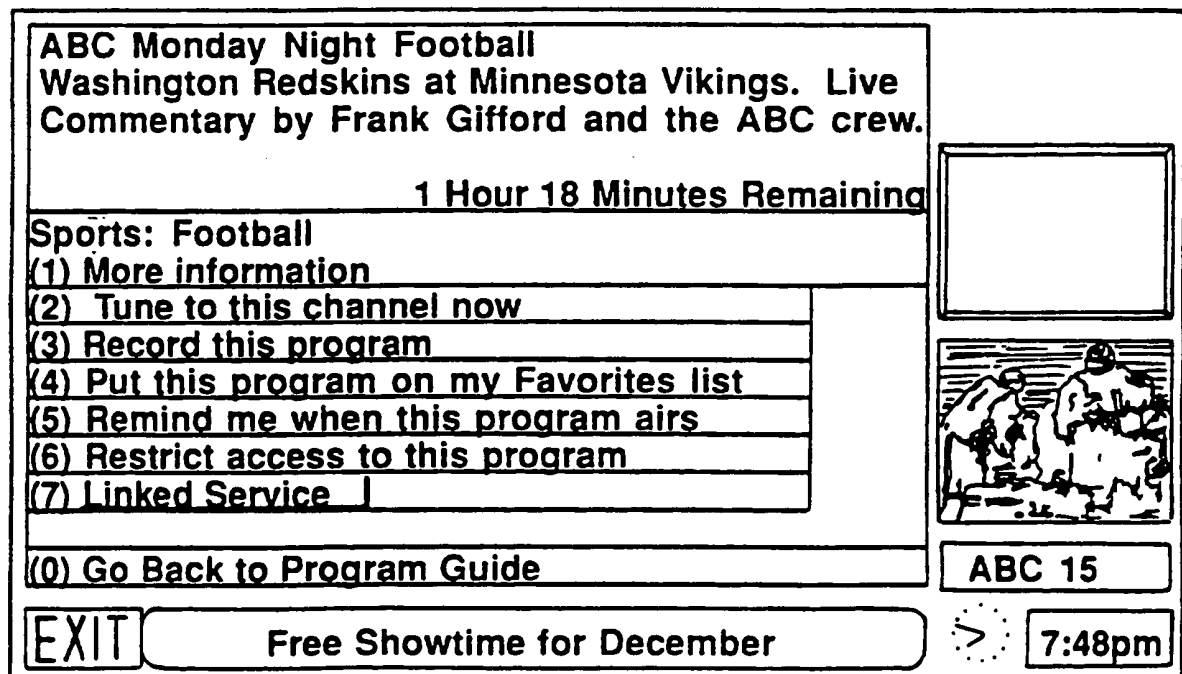 ABC Monday Night Football
Washington Redskins at Minnesota Vikings. Live
Commentary by Frank Gifford and the ABC crew.
1 Hour 18 Minutes Remaining
Sports: Football
(1) More information
(2) Tune to this channel now
(3) Record this program
(4) Put this program on my Favorites list
(5) Remind me when this program airs
(6) Restrict access to this program
(7) Linked Service
(0) Go Back to Program Guide
ABC 15
EXIT
Free Showtime for December
7:48pm